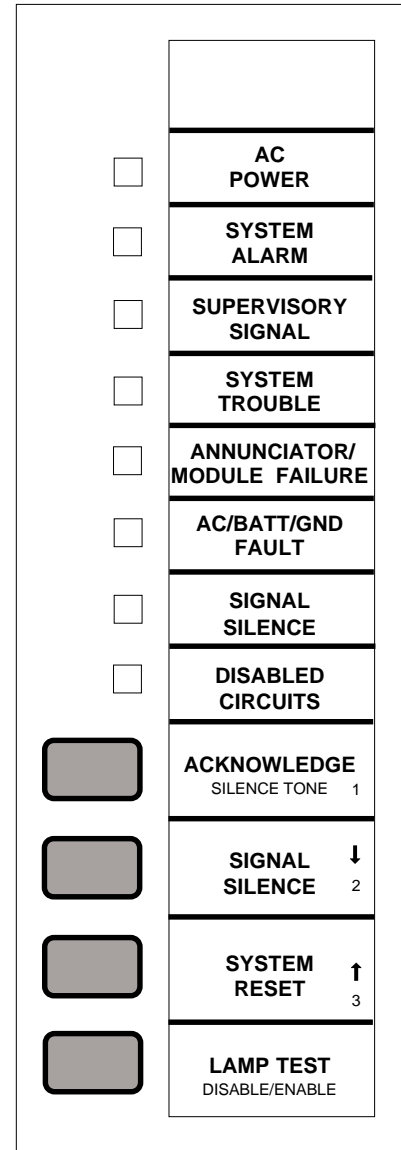 AC
POWER
SYSTEM
ALARM
SUPERVISORY
SIGNAL
SYSTEM
TROUBLE
ANNUNCIATOR/
MODULE FAILURE
AC/BATT/GND
FAULT
SIGNAL
SILENCE
DISABLED
CIRCUITS
ACKNOWLEDGE
SILENCE TONE 1
SIGNAL ↓
SILENCE 2
SYSTEM ↑
RESET 3
LAMP TEST
DISABLE/ENABLE